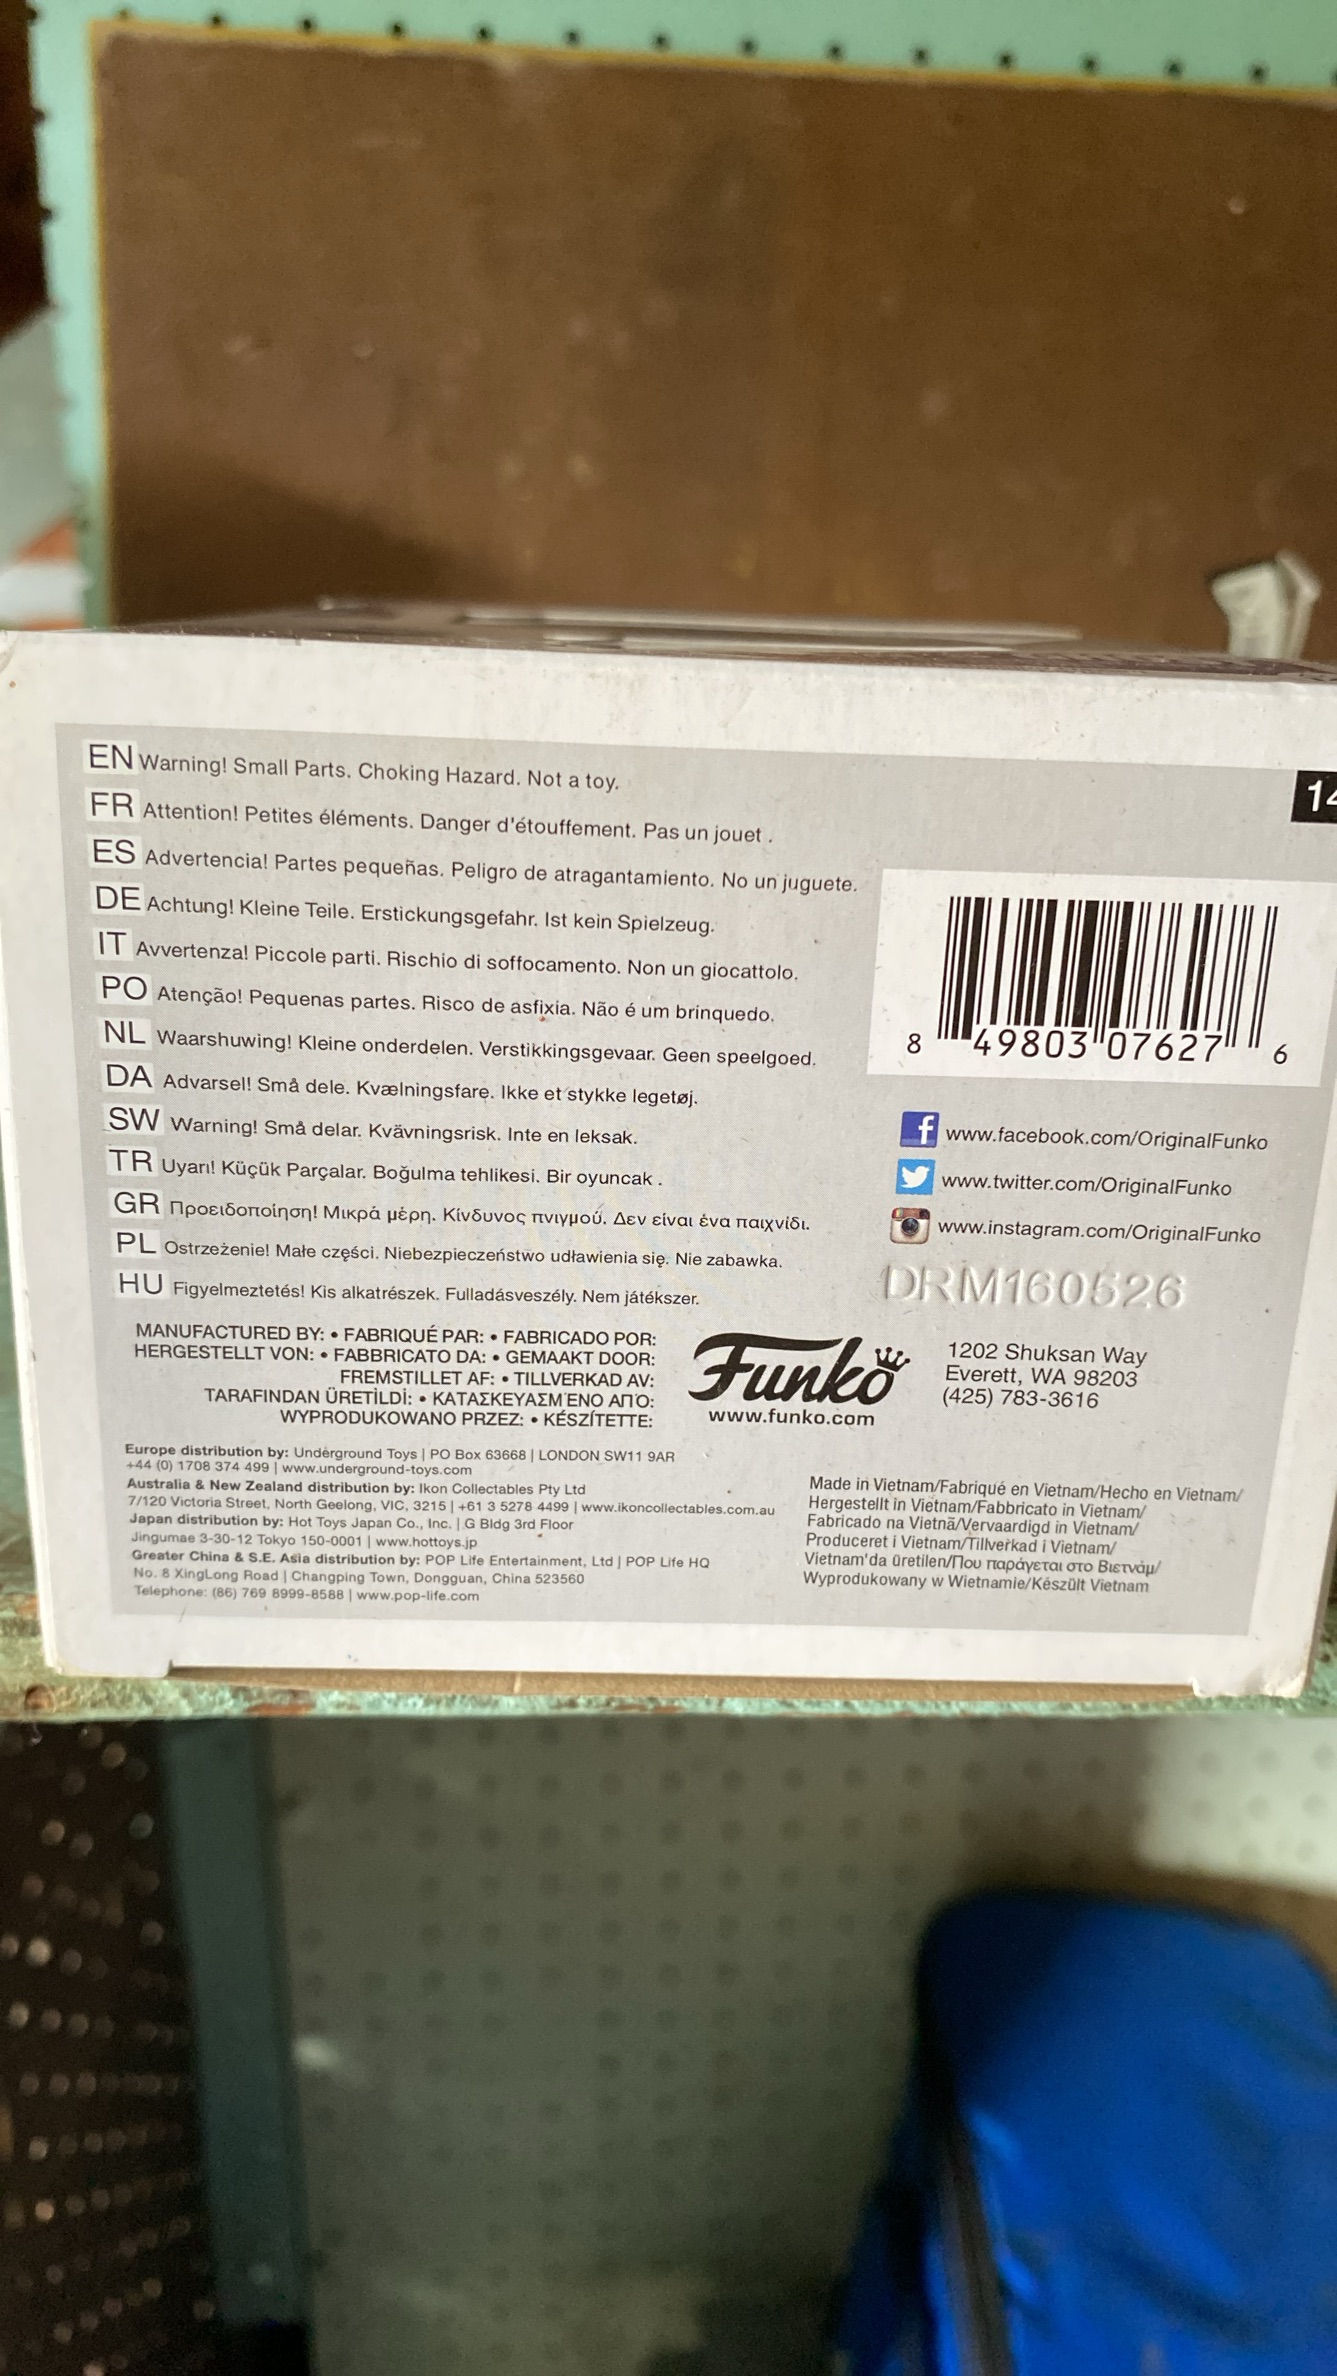 EN Warning! Small Parts. Choking Hazard. Not a toy.
FR Attention! Petites éléments. Danger d'étouffement. Pas un jouet .
ES Advertencia! Partes pequeñas. Peligro de atragantamiento. No un juguete.
DE Achtung! Kleine Teile. Erstickungsgefahr. Ist kein Spielzeug.
IT Avvertenza! Piccole parti. Rischio di soffocamento. Non un giocattolo.
PO Atenção! Pequenas partes. Risco de asfixia. Não é um brinquedo.
NL Waarshuwing! Kleine onderdelen. Verstikkingsgevaar. Geen speelgoed.
DA Advarsel! Små dele. Kvælningsfare. Ikke et stykke legetøj.
SW Warning! Små delar. Kvävningsrisk. Inte en leksak.
TR Uyarı! Küçük Parçalar. Boğulma tehlikesi. Bir oyuncak .
GR Προειδοποίηση! Μικρά μέρη. Κίνδυνος πνιγμού. Δεν είναι ένα παιχνίδι.
PL Ostrzeżenie! Małe części. Niebezpieczeństwo udławienia się. Nie zabawka.
HU Figyelmeztetés! Kis alkatrészek. Fulladásveszély. Nem játékszer.
14
8 49803 07627 6
www.facebook.com/OriginalFunko
www.twitter.com/OriginalFunko
www.instagram.com/OriginalFunko
DRM160526
MANUFACTURED BY: • FABRIQUÉ PAR: • FABRICADO POR:
HERGESTELLT VON: • FABBRICATO DA: • GEMAAKT DOOR:
FREMSTILLET AF: • TILLVERKAD AV:
TARAFINDAN ÜRETİLDİ: • ΚΑΤΑΣΚΕΥΑΣΜΈΝΟ ΑΠΌ:
WYPRODUKOWANO PRZEZ: • KÉSZÍTETTE:
Funko
www.funko.com
1202 Shuksan Way
Everett, WA 98203
(425) 783-3616
Europe distribution by: Underground Toys | PO Box 63668 | LONDON SW11 9AR
+44 (0) 1708 374 499 | www.underground-toys.com
Australia & New Zealand distribution by: Ikon Collectables Pty Ltd
7/120 Victoria Street, North Geelong, VIC, 3215 | +61 3 5278 4499 | www.ikoncollectables.com.au
Japan distribution by: Hot Toys Japan Co., Inc. | G Bldg 3rd Floor
Jingumae 3-30-12 Tokyo 150-0001 | www.hottoys.jp
Greater China & S.E. Asia distribution by: POP Life Entertainment, Ltd | POP Life HQ
No. 8 XingLong Road | Changping Town, Dongguan, China 523560
Telephone: (86) 769 8999-8588 | www.pop-life.com
Made in Vietnam/Fabriqué en Vietnam/Hecho en Vietnam/
Hergestellt in Vietnam/Fabbricato in Vietnam/
Fabricado na Vietnã/Vervaardigd in Vietnam/
Produceret i Vietnam/Tillverkad i Vietnam/
Vietnam'da üretilen/Που παράγεται στο Βιετνάμ/
Wyprodukowany w Wietnamie/Készült Vietnam